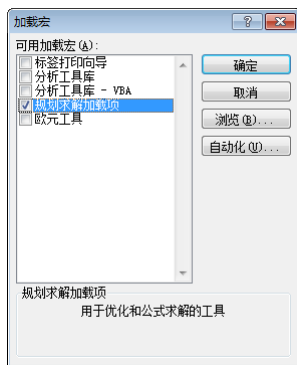 加载宏
可用加载宏(A):
标签打印向导
分析工具库
分析工具库 - VBA
规划求解加载项
欧元工具
确定
取消
浏览(B)...
自动化(U)...
规划求解加载项
用于优化和公式求解的工具